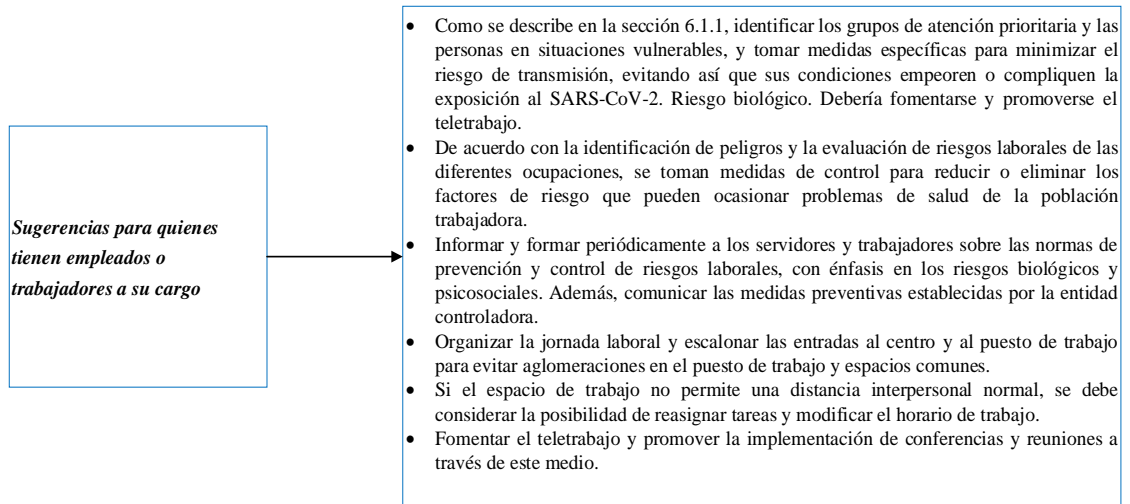 Sugerencias para quienes
tienen empleados o
trabajadores a su cargo
• Como se describe en la sección 6.1.1, identificar los grupos de atención prioritaria y las
personas en situaciones vulnerables, y tomar medidas específicas para minimizar el
riesgo de transmisión, evitando así que sus condiciones empeoren o compliquen la
exposición al SARS-CoV-2. Riesgo biológico. Debería fomentarse y promoverse el
teletrabajo.
• De acuerdo con la identificación de peligros y la evaluación de riesgos laborales de las
diferentes ocupaciones, se toman medidas de control para reducir o eliminar los
factores de riesgo que pueden ocasionar problemas de salud de la población
trabajadora.
• Informar y formar periódicamente a los servidores y trabajadores sobre las normas de
prevención y control de riesgos laborales, con énfasis en los riesgos biológicos y
psicosociales. Además, comunicar las medidas preventivas establecidas por la entidad
controladora.
• Organizar la jornada laboral y escalonar las entradas al centro y al puesto de trabajo
para evitar aglomeraciones en el puesto de trabajo y espacios comunes.
• Si el espacio de trabajo no permite una distancia interpersonal normal, se debe
considerar la posibilidad de reasignar tareas y modificar el horario de trabajo.
• Fomentar el teletrabajo y promover la implementación de conferencias y reuniones a
través de este medio.